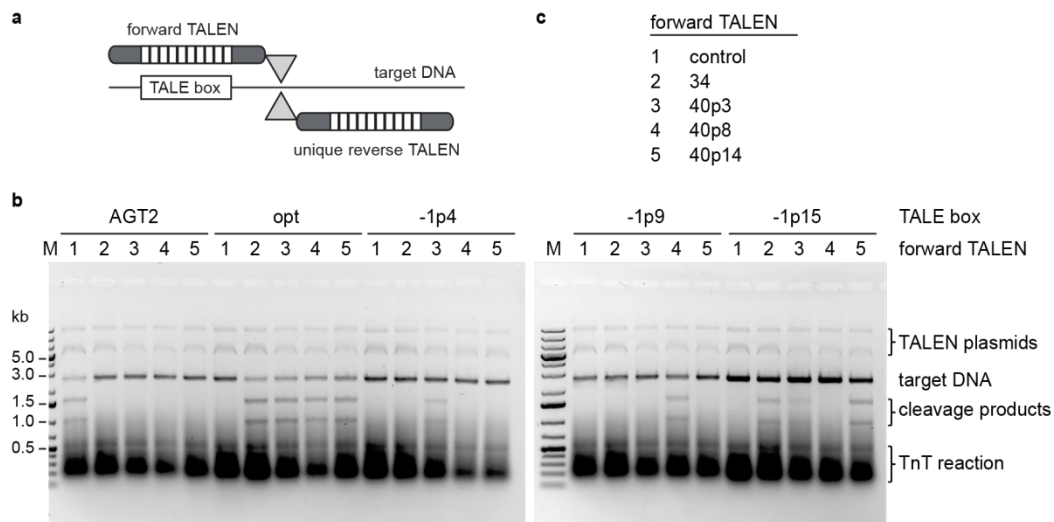 a
forward TALEN
TALE box
target DNA
unique reverse TALEN
c
forward TALEN
1 control
2 34
3 40p3
4 40p8
5 40p14
b
AGT2 opt -1p4 -1p9 -1p15 TALE box
M 1 2 3 4 5 1 2 3 4 5 1 2 3 4 5 M 1 2 3 4 5 1 2 3 4 5 forward TALEN
kb
TALEN plasmids
5.0
3.0
target DNA
1.5
cleavage products
1.0
0.5
TnT reaction